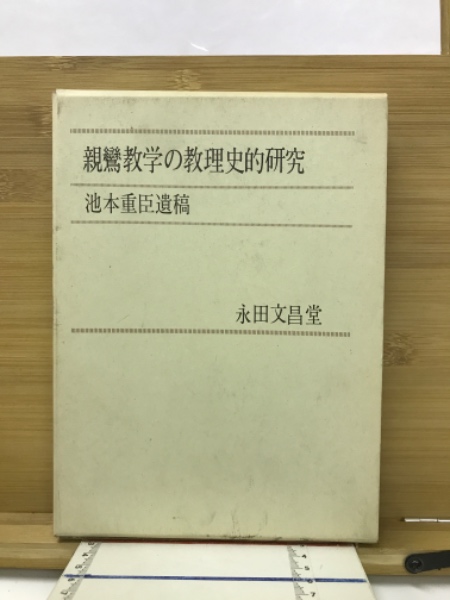 親鸞教学の教理史的研究
池本重臣遺稿
永田文昌堂